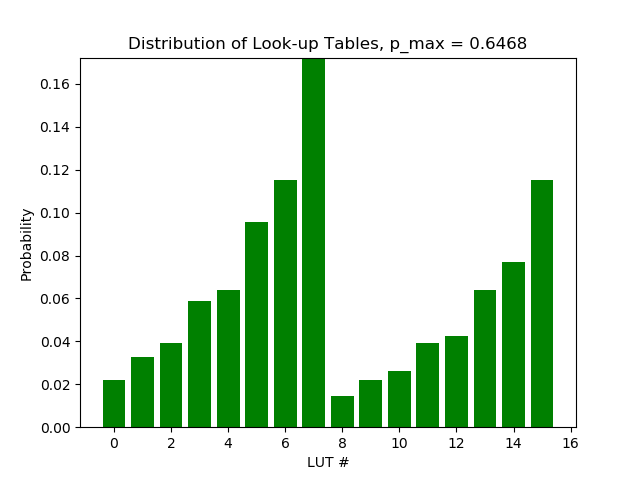 Distribution of Look-up Tables, p_max = 0.6468
0.16
0.14
0.12
0.10
0.08
0.06
0.04
0.02
0.00
Probability
0 2 4 6 8 10 12 14 16
LUT #